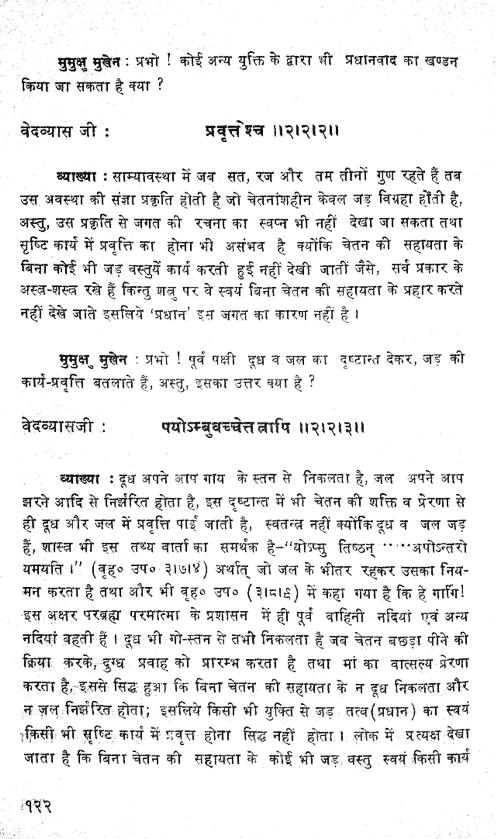 मुमुक्षु मुखेन : प्रभो ! कोई अन्य युक्ति के द्वारा भी प्रधानवाद का खण्डन
किया जा सकता है क्या ?
वेदव्यास जी : प्रवृत्तेश्च ॥२।२।२॥
व्याख्या : साम्यावस्था में जब सत, रज और तम तीनों गुण रहते हैं तब
उस अवस्था की संज्ञा प्रकृति होती है जो चेतनांशहीन केवल जड़ विग्रहा होती है,
अस्तु, उस प्रकृति से जगत की रचना का स्वप्न भी नहीं देखा जा सकता तथा
सृष्टि कार्य में प्रवृत्ति का होना भी असंभव है क्योंकि चेतन की सहायता के
बिना कोई भी जड़ वस्तुयें कार्य करती हुई नहीं देखी जातीं जैसे, सर्व प्रकार के
अस्त्र-शस्त्र रखे हैं किन्तु शत्रु पर वे स्वयं बिना चेतन की सहायता के प्रहार करते
नहीं देखे जाते इसलिये 'प्रधान' इस जगत का कारण नहीं है ।
मुमुक्षु मुखेन : प्रभो ! पूर्व पक्षी दूध व जल का दृष्टान्त देकर, जड़ की
कार्य-प्रवृत्ति बतलाते हैं, अस्तु, इसका उत्तर क्या है ?
वेदव्यासजी : पयोऽम्बुवच्चेत्तत्रापि ॥२।२।३॥
व्याख्या : दूध अपने आप गाय के स्तन से निकलता है, जल अपने आप
झरने आदि से निर्झरित होता है, इस दृष्टान्त में भी चेतन की शक्ति व प्रेरणा से
ही दूध और जल में प्रवृत्ति पाई जाती है, स्वतन्त्र नहीं क्योंकि दूध व जल जड़
हैं, शास्त्र भी इस तथ्य वार्ता का समर्थक है-"योऽप्सु तिष्ठन् ..... अपोऽन्तरो
यमयति ।" (वृह० उप० ३।७।४) अर्थात् जो जल के भीतर रहकर उसका निय-
मन करता है तथा और भी वृह० उप० (३।८।९) में कहा गया है कि हे गार्गि!
इस अक्षर परब्रह्म परमात्मा के प्रशासन में ही पूर्व वाहिनी नदियां एवं अन्य
नदियां बहती हैं । दूध भी गो-स्तन से तभी निकलता है जब चेतन बछड़ा पीने की
क्रिया करके, दुग्ध प्रवाह को प्रारम्भ करता है तथा मां का वात्सल्य प्रेरणा
करता है, इससे सिद्ध हुआ कि बिना चेतन की सहायता के न दूध निकलता और
न जल निर्झरित होता; इसलिये किसी भी युक्ति से जड़ तत्व(प्रधान) का स्वयं
किसी भी सृष्टि कार्य में प्रवृत्त होना सिद्ध नहीं होता । लोक में प्रत्यक्ष देखा
जाता है कि बिना चेतन की सहायता के कोई भी जड़ वस्तु स्वयं किसी कार्य
१२२